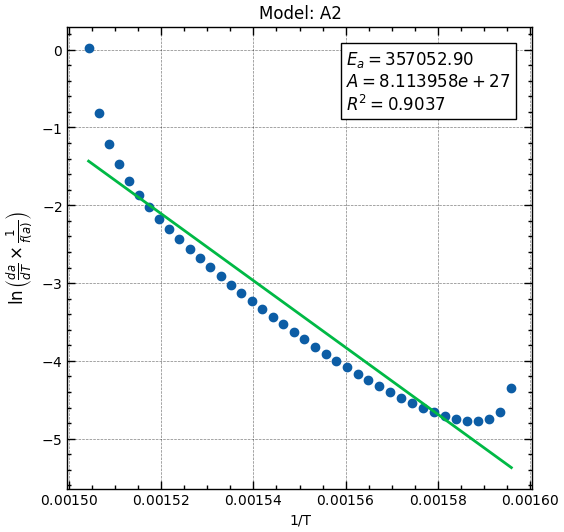 Model: A2
E_a = 357052.90
A = 8.113958e + 27
R^2 = 0.9037
0
−1
−2
−3
−4
−5
ln (da/dT × 1/f(a))
0.00150 0.00152 0.00154 0.00156 0.00158 0.00160
1/T